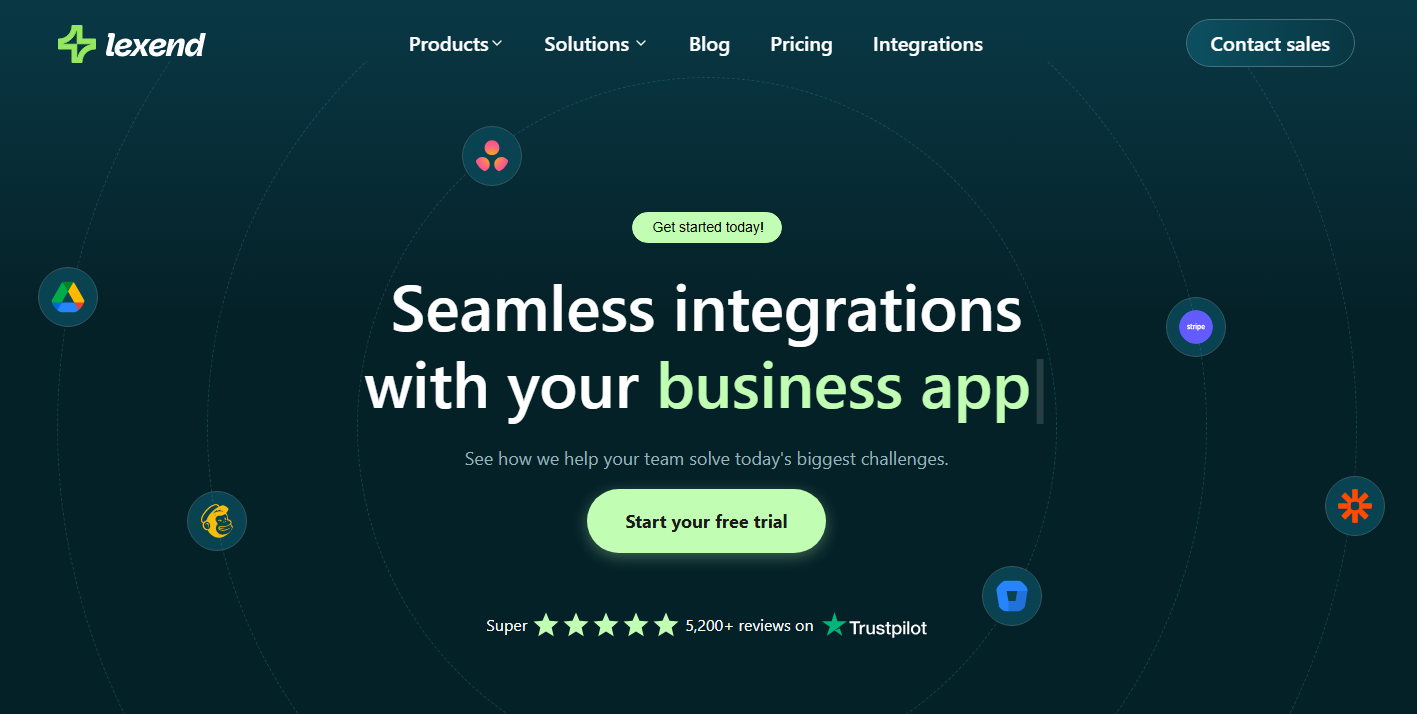 lexend
Products Solutions Blog Pricing Integrations Contact sales
Get started today!
Seamless integrations
with your business app
stripe
See how we help your team solve today's biggest challenges.
Start your free trial
Super 5,200+ reviews on Trustpilot